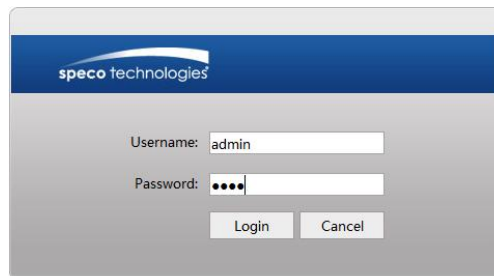 speco technologies
Username: admin
Password: ••••
Login Cancel